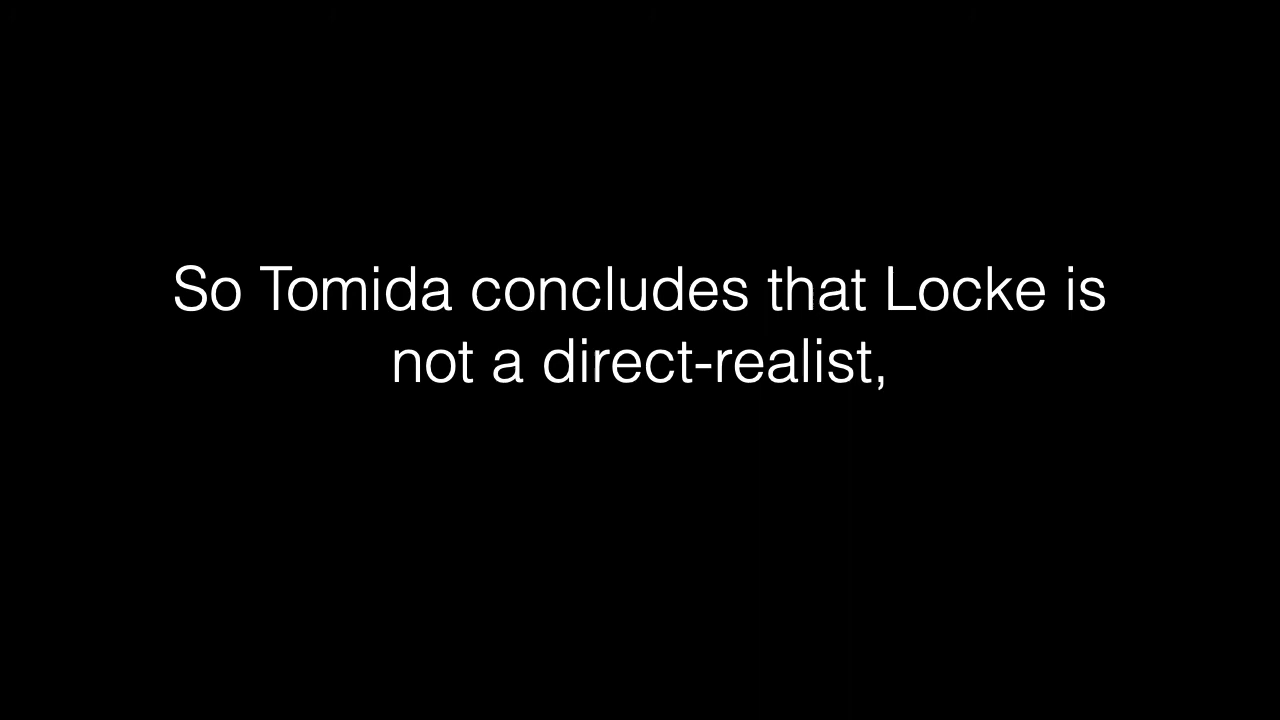 So Tomida concludes that Locke is
not a direct-realist,